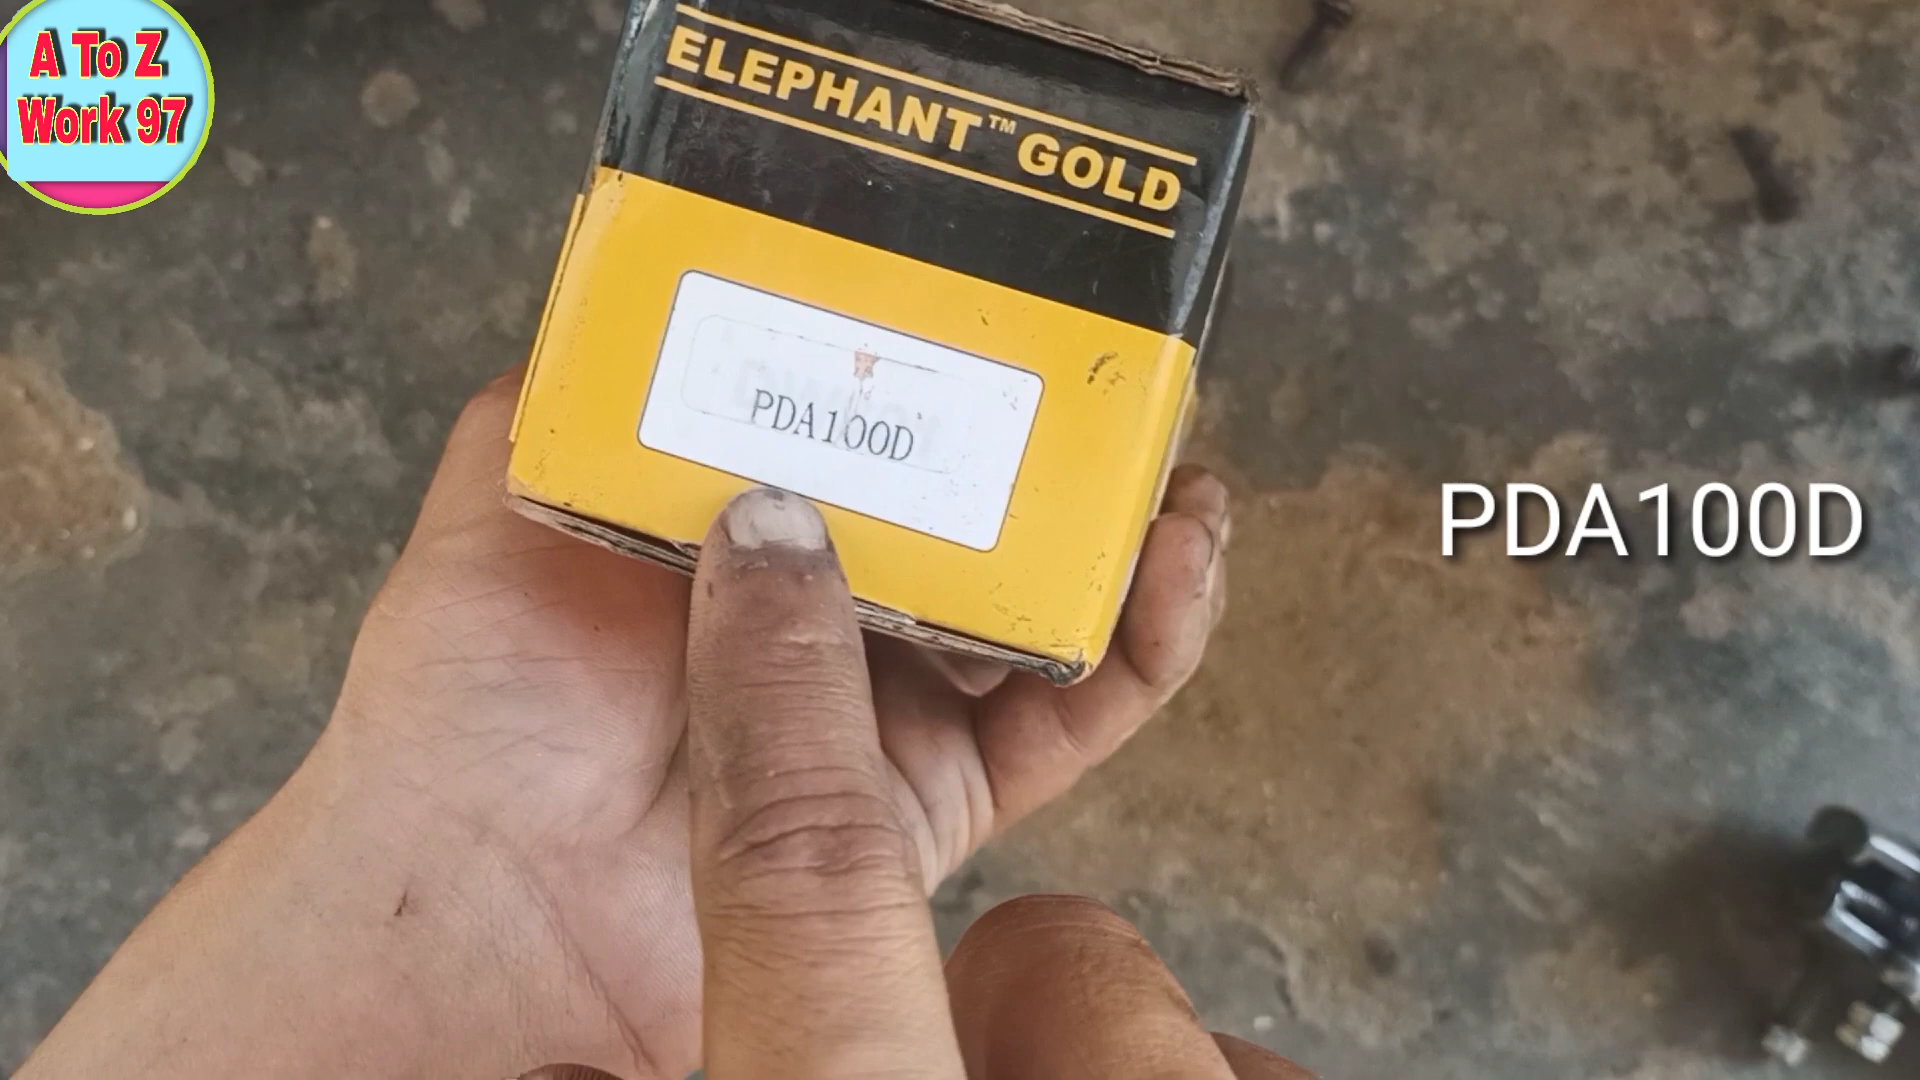 A To Z
Work 97
ELEPHANT™ GOLD
PDA100D
PDA100D